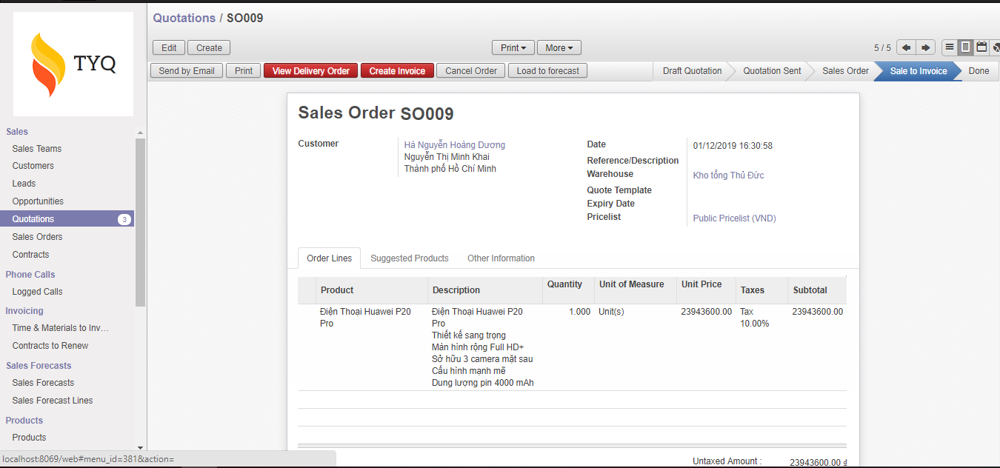 TYQ
Sales
Sales Teams
Customers
Leads
Opportunities
Quotations 3
Sales Orders
Contracts
Phone Calls
Logged Calls
Invoicing
Time & Materials to Inv…
Contracts to Renew
Sales Forecasts
Sales Forecasts
Sales Forecast Lines
Products
Products
localhost:8069/web#menu_id=381&action=
Quotations / SO009
Edit Create Print More 5 / 5
Send by Email Print View Delivery Order Create Invoice Cancel Order Load to forecast Draft Quotation Quotation Sent Sales Order Sale to Invoice Done
Sales Order SO009
Customer
Hà Nguyễn Hoàng Dương
Nguyễn Thị Minh Khai
Thành phố Hồ Chí Minh
Date 01/12/2019 16:30:58
Reference/Description
Warehouse Kho tổng Thủ Đức
Quote Template
Expiry Date
Pricelist Public Pricelist (VND)
Order Lines Suggested Products Other Information
Product Description Quantity Unit of Measure Unit Price Taxes Subtotal
Điện Thoại Huawei P20 Điện Thoại Huawei P20 1.000 Unit(s) 23943600.00 Tax 23943600.00
Pro Pro 10.00%
Thiết kế sang trọng
Màn hình rộng Full HD+
Sở hữu 3 camera mặt sau
Cấu hình mạnh mẽ
Dung lượng pin 4000 mAh
Untaxed Amount : 23943600.00 đ